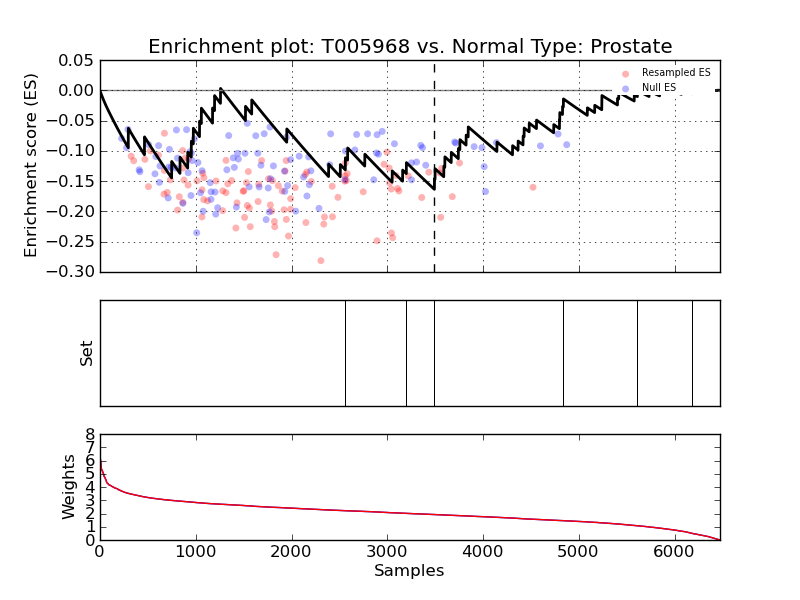 Enrichment plot: T005968 vs. Normal Type: Prostate
Enrichment score (ES)
0.05
0.00
−0.05
−0.10
−0.15
−0.20
−0.25
−0.30
Resampled ES
Null ES
Set
Weights
8
7
6
5
4
3
2
1
0
0 1000 2000 3000 4000 5000 6000
Samples